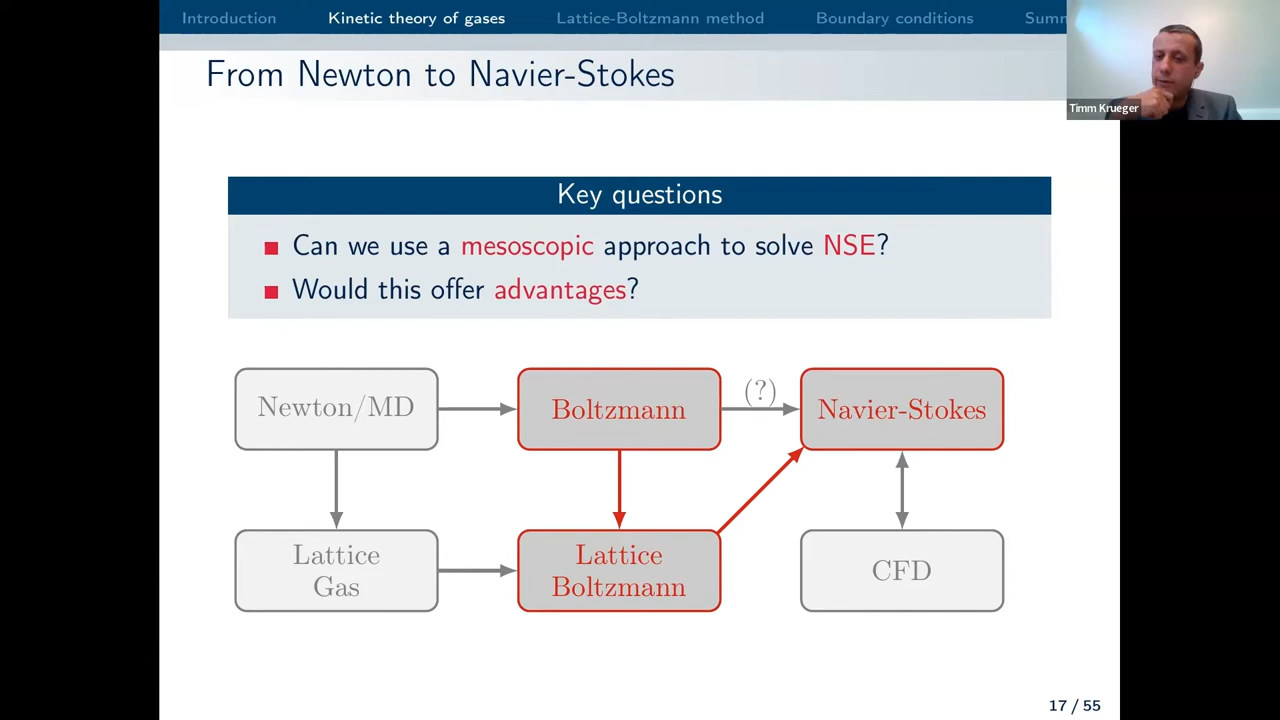 Introduction Kinetic theory of gases Lattice-Boltzmann method Boundary conditions
From Newton to Navier-Stokes
Timm Krueger
Key questions
Can we use a mesoscopic approach to solve NSE?
Would this offer advantages?
Newton/MD
Boltzmann
(?)
Navier-Stokes
Lattice
Gas
Lattice
Boltzmann
CFD
17 / 55